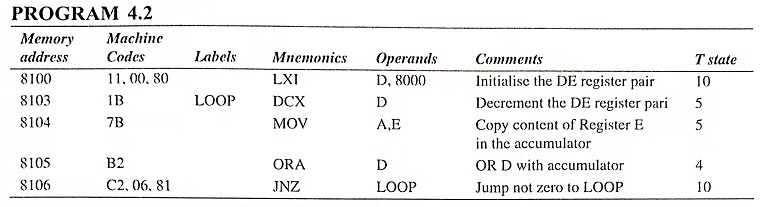 PROGRAM 4.2
Memory address Machine Codes Labels Mnemonics Operands Comments T state
8100 11, 00, 80 LXI D, 8000 Initialise the DE register pair 10
8103 1B LOOP DCX D Decrement the DE register pari 5
8104 7B MOV A,E Copy content of Register E in the accumulator 5
8105 B2 ORA D OR D with accumulator 4
8106 C2, 06, 81 JNZ LOOP Jump not zero to LOOP 10